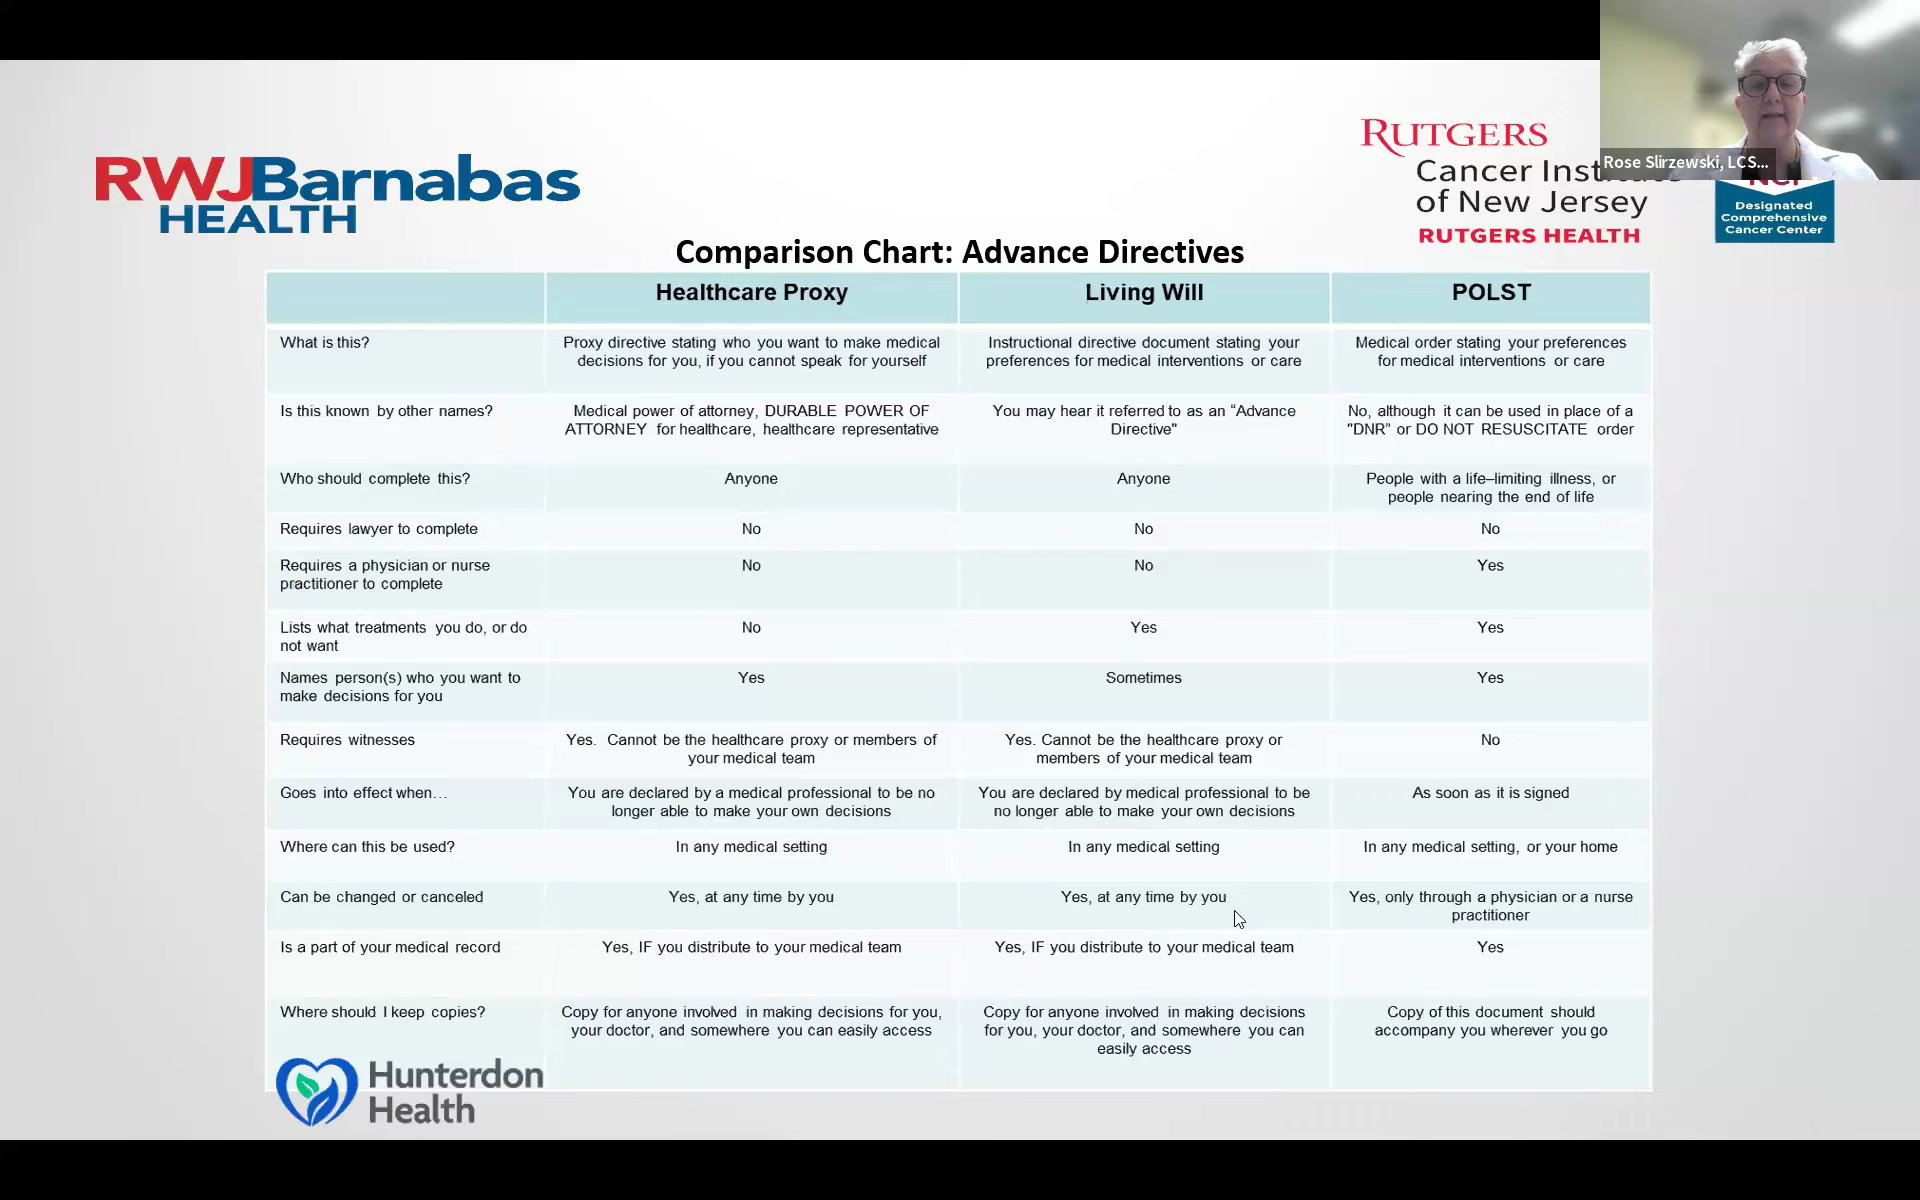 RWJBarnabas
HEALTH
RUTGERS
Cancer Institute
of New Jersey
RUTGERS HEALTH
Rose Slirzewski, LCS...
NCI
Designated
Comprehensive
Cancer Center
Comparison Chart: Advance Directives
Healthcare Proxy
Living Will
POLST
What is this?
Proxy directive stating who you want to make medical
decisions for you, if you cannot speak for yourself
Instructional directive document stating your
preferences for medical interventions or care
Medical order stating your preferences
for medical interventions or care
Is this known by other names?
Medical power of attorney, DURABLE POWER OF
ATTORNEY for healthcare, healthcare representative
You may hear it referred to as an “Advance
Directive"
No, although it can be used in place of a
"DNR” or DO NOT RESUSCITATE order
Who should complete this?
Anyone
Anyone
People with a life–limiting illness, or
people nearing the end of life
Requires lawyer to complete
No
No
No
Requires a physician or nurse
practitioner to complete
No
No
Yes
Lists what treatments you do, or do
not want
No
Yes
Yes
Names person(s) who you want to
make decisions for you
Yes
Sometimes
Yes
Requires witnesses
Yes. Cannot be the healthcare proxy or members of
your medical team
Yes. Cannot be the healthcare proxy or
members of your medical team
No
Goes into effect when…
You are declared by a medical professional to be no
longer able to make your own decisions
You are declared by medical professional to be
no longer able to make your own decisions
As soon as it is signed
Where can this be used?
In any medical setting
In any medical setting
In any medical setting, or your home
Can be changed or canceled
Yes, at any time by you
Yes, at any time by you
Yes, only through a physician or a nurse
practitioner
Is a part of your medical record
Yes, IF you distribute to your medical team
Yes, IF you distribute to your medical team
Yes
Where should I keep copies?
Copy for anyone involved in making decisions for you,
your doctor, and somewhere you can easily access
Copy for anyone involved in making decisions
for you, your doctor, and somewhere you can
easily access
Copy of this document should
accompany you wherever you go
Hunterdon
Health